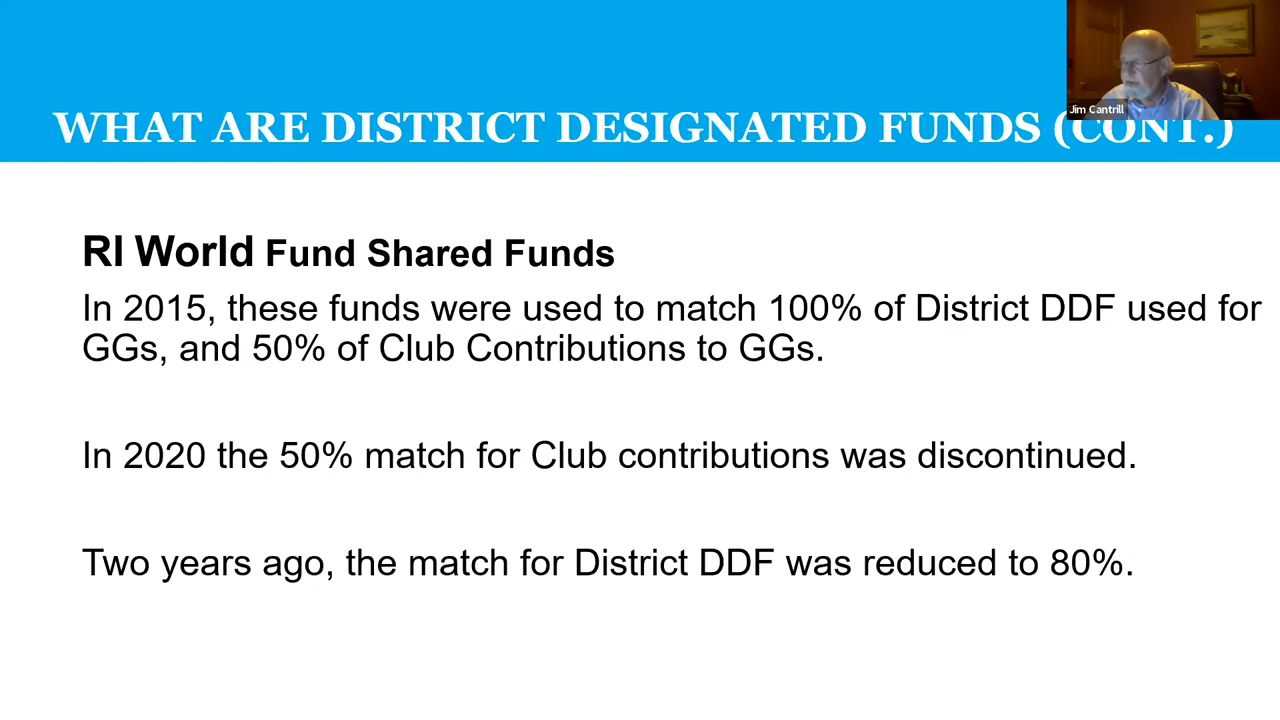 WHAT ARE DISTRICT DESIGNATED FUNDS (CONT.)
Jim Cantrill
RI World Fund Shared Funds
In 2015, these funds were used to match 100% of District DDF used for
GGs, and 50% of Club Contributions to GGs.
In 2020 the 50% match for Club contributions was discontinued.
Two years ago, the match for District DDF was reduced to 80%.